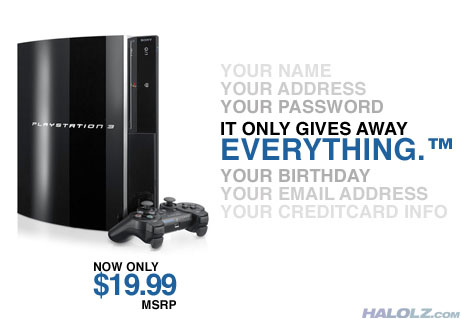 SONY
PLAYSTATION 3
YOUR NAME
YOUR ADDRESS
YOUR PASSWORD
IT ONLY GIVES AWAY
EVERYTHING.™
YOUR BIRTHDAY
YOUR EMAIL ADDRESS
YOUR CREDITCARD INFO
NOW ONLY
$19.99
MSRP
HALOLZ.COM